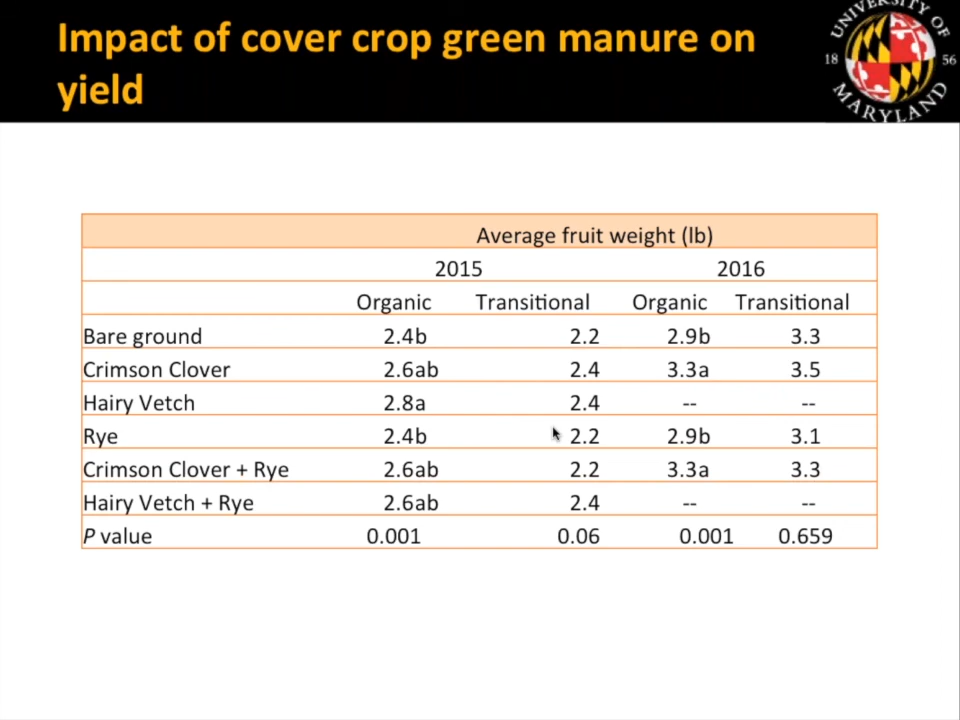 Impact of cover crop green manure on
yield
UNIVERSITY OF
18 56
MARYLAND
Average fruit weight (lb)
2015 2016
Organic Transitional Organic Transitional
Bare ground 2.4b 2.2 2.9b 3.3
Crimson Clover 2.6ab 2.4 3.3a 3.5
Hairy Vetch 2.8a 2.4 -- --
Rye 2.4b 2.2 2.9b 3.1
Crimson Clover + Rye 2.6ab 2.2 3.3a 3.3
Hairy Vetch + Rye 2.6ab 2.4 -- --
P value 0.001 0.06 0.001 0.659